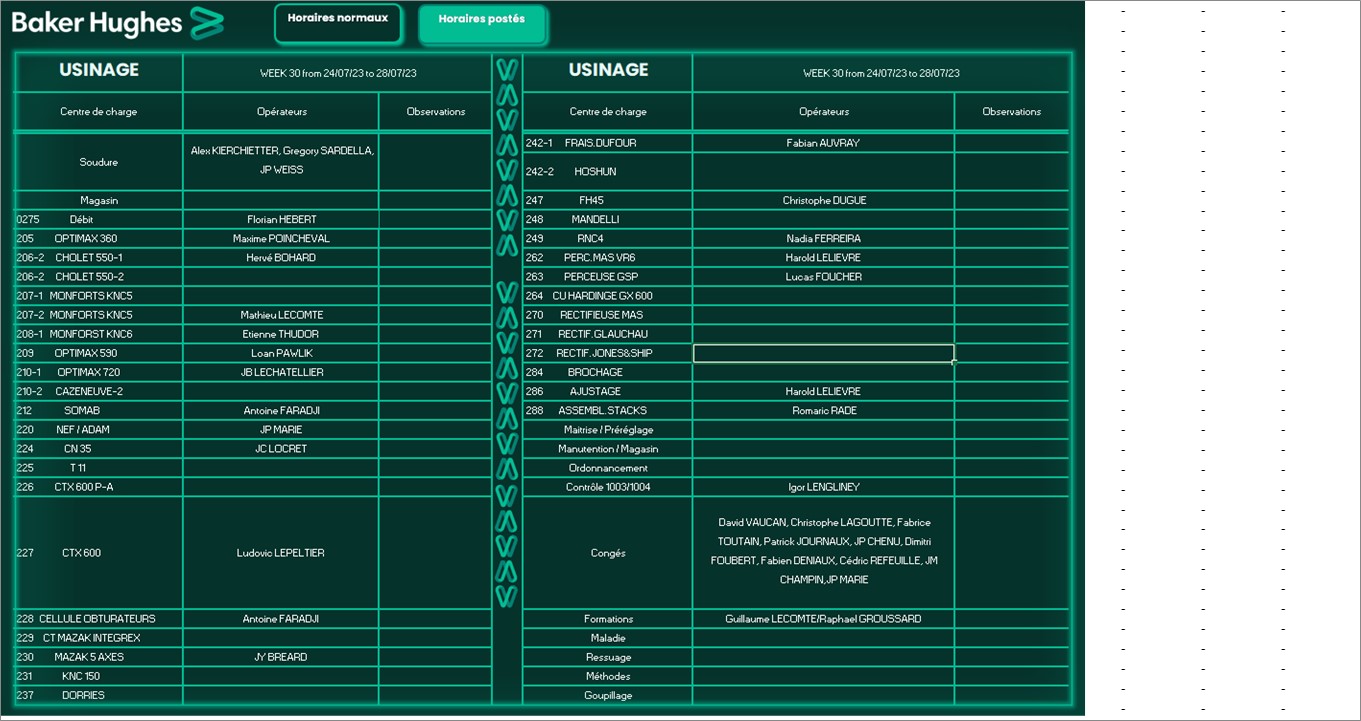 Baker Hughes
Horaires normaux
Horaires postés
USINAGE WEEK 30 from 24/07/23 to 28/07/23
Centre de charge Opérateurs Observations
Soudure Alex KIERCHIETTER, Gregory SARDELLA,
JP WEISS
Magasin
0275 Débit Florian HEBERT
205 OPTIMAX 360 Maxime POINCHEVAL
206-2 CHOLET 550-1 Hervé BOHARD
206-2 CHOLET 550-2
207-1 MONFORTS KNC5
207-2 MONFORTS KNC5 Mathieu LECOMTE
208-1 MONFORST KNC6 Etienne THUDOR
209 OPTIMAX 590 Loan PAWLIK
210-1 OPTIMAX 720 JB LECHATELLIER
210-2 CAZENEUVE-2
212 SOMAB Antoine FARADJI
220 NEF / ADAM JP MARIE
224 CN 35 JC LOCRET
225 T 11
226 CTX 600 P-A
227 CTX 600 Ludovic LEPELTIER
228 CELLULE OBTURATEURS Antoine FARADJI
229 CT MAZAK INTEGREX
230 MAZAK 5 AXES JY BREARD
231 KNC 150
237 DORRIES
USINAGE WEEK 30 from 24/07/23 to 28/07/23
Centre de charge Opérateurs Observations
242-1 FRAIS.DUFOUR Fabian AUVRAY
242-2 HOSHUN
247 FH45 Christophe DUGUE
248 MANDELLI
249 RNC4 Nadia FERREIRA
262 PERC.MAS VR6 Harold LELIEVRE
263 PERCEUSE GSP Lucas FOUCHER
264 CU HARDINGE GX 600
270 RECTIFIEUSE MAS
271 RECTIF.GLAUCHAU
272 RECTIF.JONES&SHIP
284 BROCHAGE
286 AJUSTAGE Harold LELIEVRE
288 ASSEMBL.STACKS Romaric RADE
Maitrise / Préréglage
Manutention / Magasin
Ordonnancement
Contrôle 1003/1004 Igor LENGLINEY
Congés David VAUCAN, Christophe LAGOUTTE, Fabrice
TOUTAIN, Patrick JOURNAUX, JP CHENU, Dimitri
FOUBERT, Fabien DENIAUX, Cédric REFEUILLE, JM
CHAMPIN,JP MARIE
Formations Guillaume LECOMTE/Raphael GROUSSARD
Maladie
Ressuage
Méthodes
Goupillage